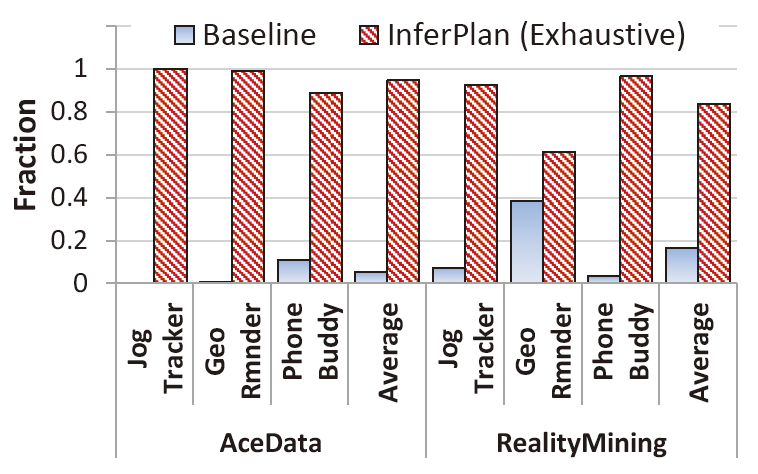 Baseline InferPlan (Exhaustive)
Fraction
1
0.8
0.6
0.4
0.2
0
Jog Tracker
Geo Rmnder
Phone Buddy
Average
Jog Tracker
Geo Rmnder
Phone Buddy
Average
AceData RealityMining